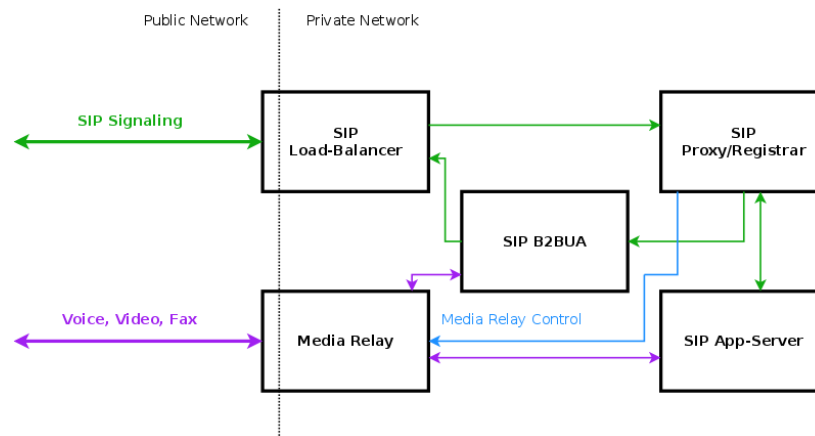 Public Network
Private Network
SIP Signaling
SIP
Load-Balancer
SIP
Proxy/Registrar
SIP B2BUA
Voice, Video, Fax
Media Relay
Media Relay Control
SIP App-Server